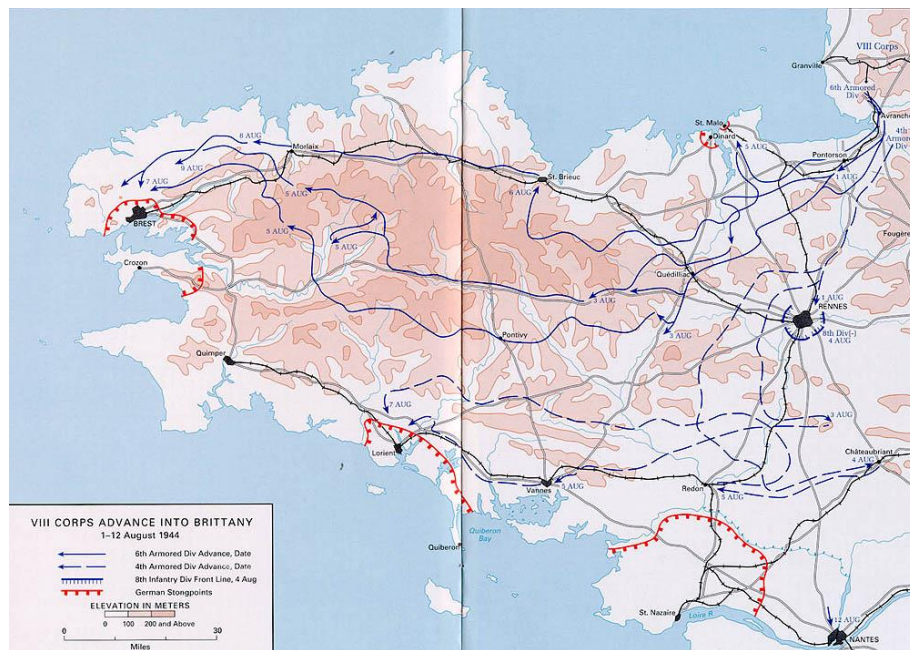 VIII Corps
Granville
6th Armored
Div
Avranches
4th
Armored
Div
St. Malo
Dinard
5 AUG
Pontorson
1 AUG
8 AUG
Morlaix
9 AUG
7 AUG
BREST
St. Brieuc
6 AUG
5 AUG
5 AUG
5 AUG
Fougères
Crozon
Quédillac
3 AUG
1 AUG
RENNES
8th Div(-)
4 AUG
3 AUG
Pontivy
Quimper
7 AUG
3 AUG
Lorient
Châteaubriant
4 AUG
Vannes
5 AUG
Redon
5 AUG
Quiberon
Bay
Quiberon
St. Nazaire
Loire R
12 AUG
NANTES
VIII CORPS ADVANCE INTO BRITTANY
1–12 August 1944
6th Armored Div Advance, Date
4th Armored Div Advance, Date
8th Infantry Div Front Line, 4 Aug
German Stongpoints
ELEVATION IN METERS
0 100 200 and Above
0 30
Miles